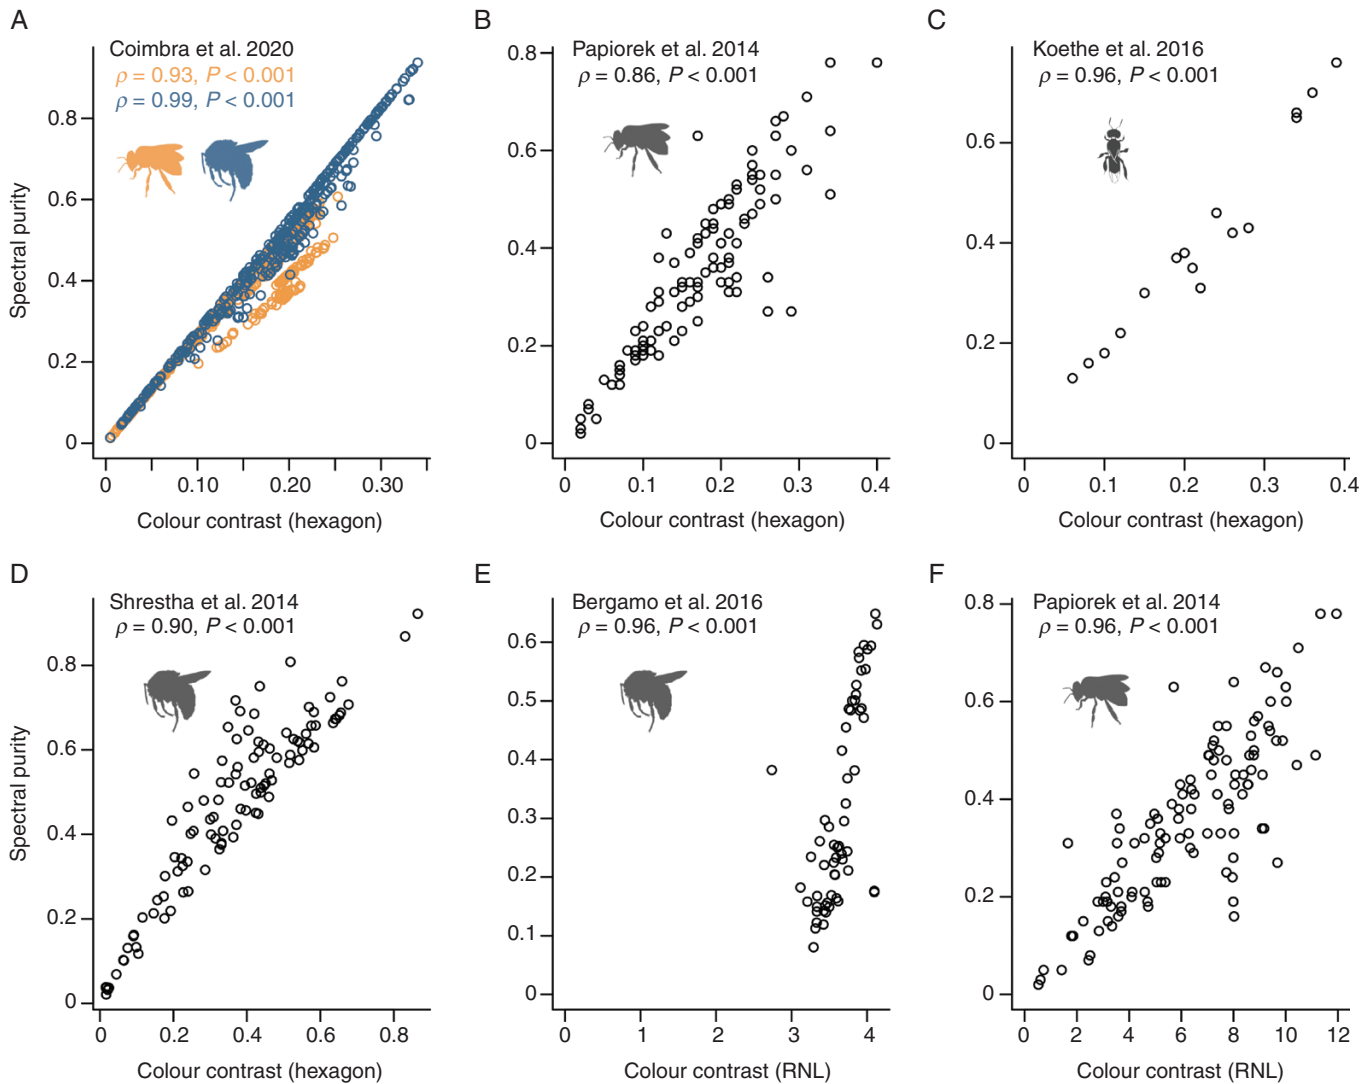 A
Coimbra et al. 2020
ρ = 0.93, P < 0.001
ρ = 0.99, P < 0.001
Spectral purity
0.8
0.6
0.4
0.2
0
0 0.10 0.20 0.30
Colour contrast (hexagon)
B
Papiorek et al. 2014
ρ = 0.86, P < 0.001
0.8
0.6
0.4
0.2
0
0 0.1 0.2 0.3 0.4
Colour contrast (hexagon)
C
Koethe et al. 2016
ρ = 0.96, P < 0.001
0.6
0.4
0.2
0
0 0.1 0.2 0.3 0.4
Colour contrast (hexagon)
D
Shrestha et al. 2014
ρ = 0.90, P < 0.001
Spectral purity
0.8
0.6
0.4
0.2
0
0 0.2 0.4 0.6 0.8
Colour contrast (hexagon)
E
Bergamo et al. 2016
ρ = 0.96, P < 0.001
0.6
0.5
0.4
0.3
0.2
0.1
0
0 1 2 3 4
Colour contrast (RNL)
F
Papiorek et al. 2014
ρ = 0.96, P < 0.001
0.8
0.6
0.4
0.2
0
0 2 4 6 8 10 12
Colour contrast (RNL)